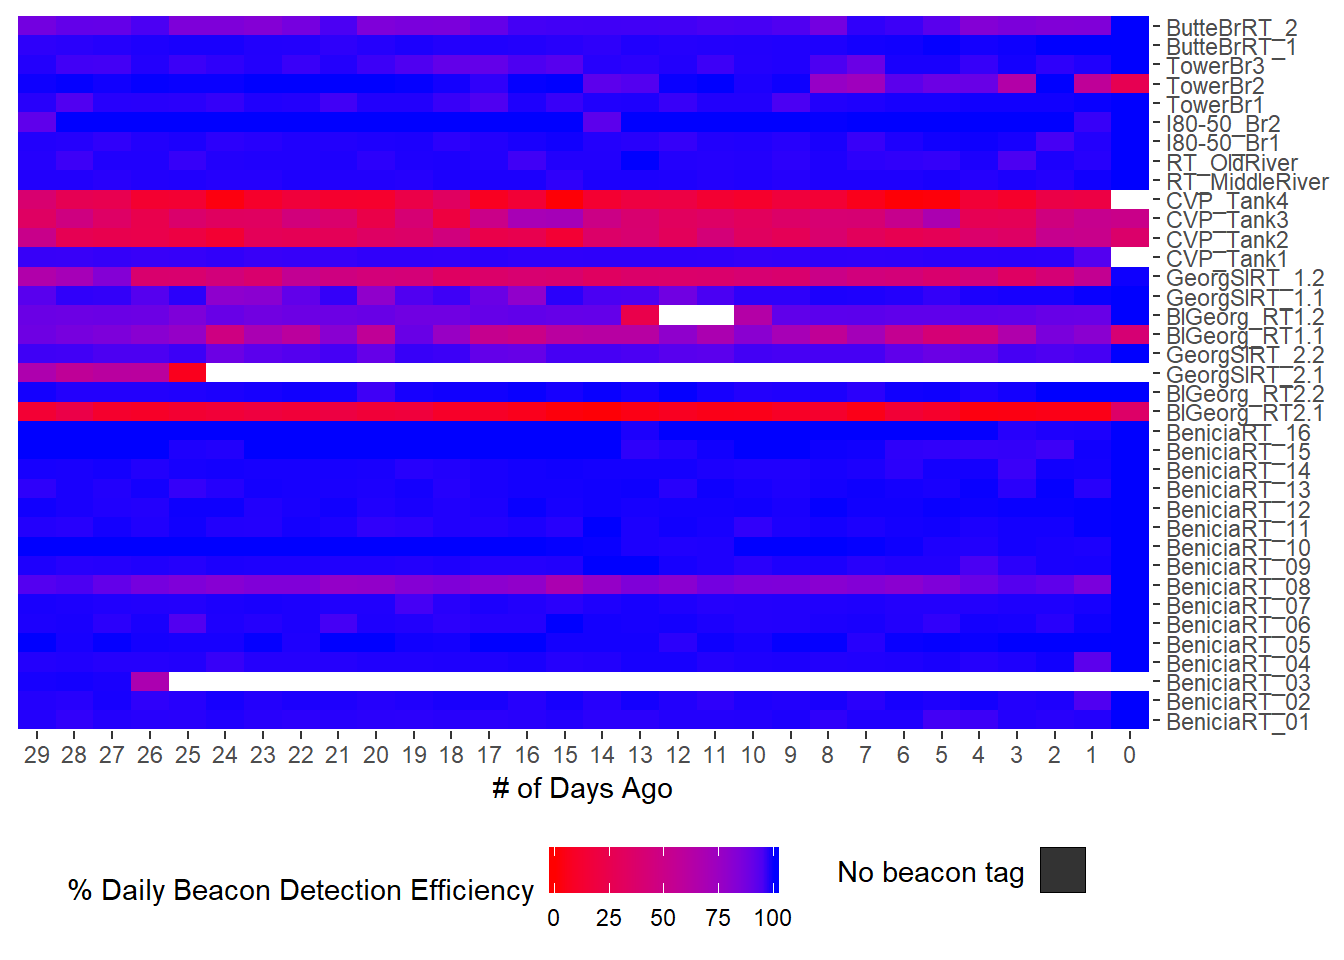 ButteBrRT_2
ButteBrRT_1
TowerBr3
TowerBr2
TowerBr1
I80-50_Br2
I80-50_Br1
RT_OldRiver
RT_MiddleRiver
CVP_Tank4
CVP_Tank3
CVP_Tank2
CVP_Tank1
GeorgSlRT_1.2
GeorgSlRT_1.1
BlGeorg_RT1.2
BlGeorg_RT1.1
GeorgSlRT_2.2
GeorgSlRT_2.1
BlGeorg_RT2.2
BlGeorg_RT2.1
BeniciaRT_16
BeniciaRT_15
BeniciaRT_14
BeniciaRT_13
BeniciaRT_12
BeniciaRT_11
BeniciaRT_10
BeniciaRT_09
BeniciaRT_08
BeniciaRT_07
BeniciaRT_06
BeniciaRT_05
BeniciaRT_04
BeniciaRT_03
BeniciaRT_02
BeniciaRT_01
29 28 27 26 25 24 23 22 21 20 19 18 17 16 15 14 13 12 11 10 9 8 7 6 5 4 3 2 1 0
# of Days Ago
% Daily Beacon Detection Efficiency
0 25 50 75 100
No beacon tag